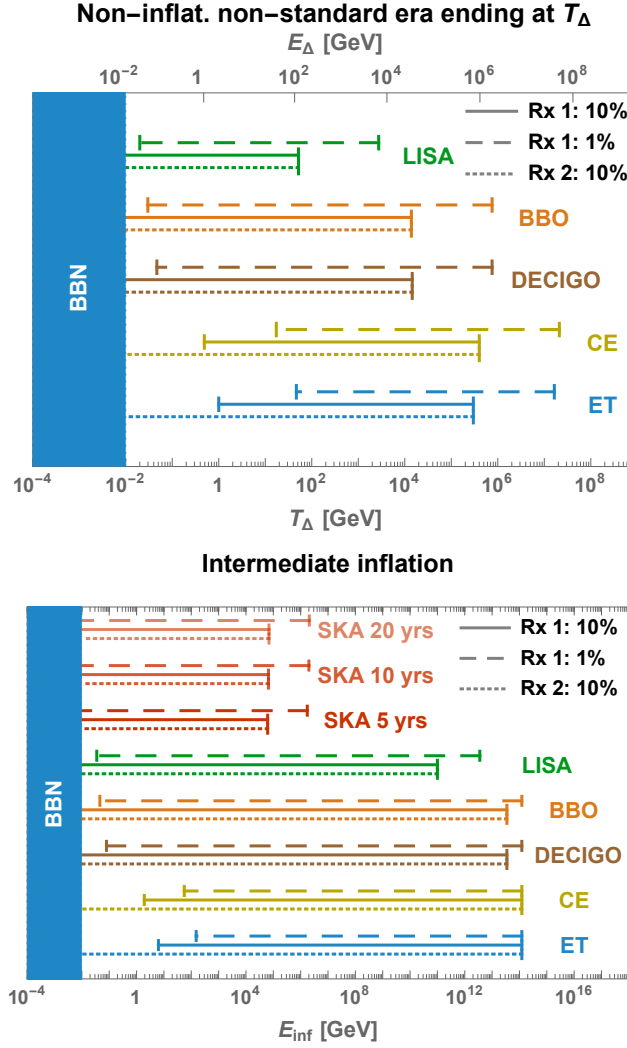 Non−inflat. non−standard era ending at T_Δ
E_Δ [GeV]
10^−2 1 10^2 10^4 10^6 10^8
Rx 1: 10%
Rx 1: 1%
Rx 2: 10%
LISA
BBO
DECIGO
CE
ET
BBN
10^−4 10^−2 1 10^2 10^4 10^6 10^8
T_Δ [GeV]
Intermediate inflation
Rx 1: 10%
Rx 1: 1%
Rx 2: 10%
SKA 20 yrs
SKA 10 yrs
SKA 5 yrs
LISA
BBO
DECIGO
CE
ET
BBN
10^−4 1 10^4 10^8 10^12 10^16
E_inf [GeV]